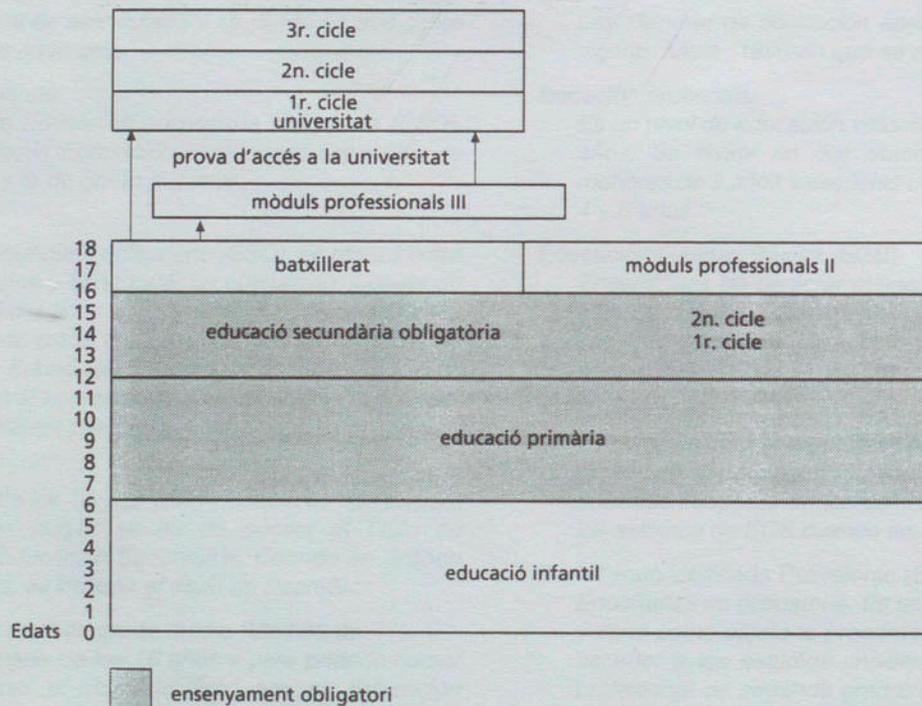 3r. cicle
2n. cicle
1r. cicle
universitat
prova d'accés a la universitat
mòduls professionals III
18
17
16
15
14
13
12
11
10
9
8
7
6
5
4
3
2
1
Edats 0
batxillerat
mòduls professionals II
educació secundària obligatòria
2n. cicle
1r. cicle
educació primària
educació infantil
ensenyament obligatori